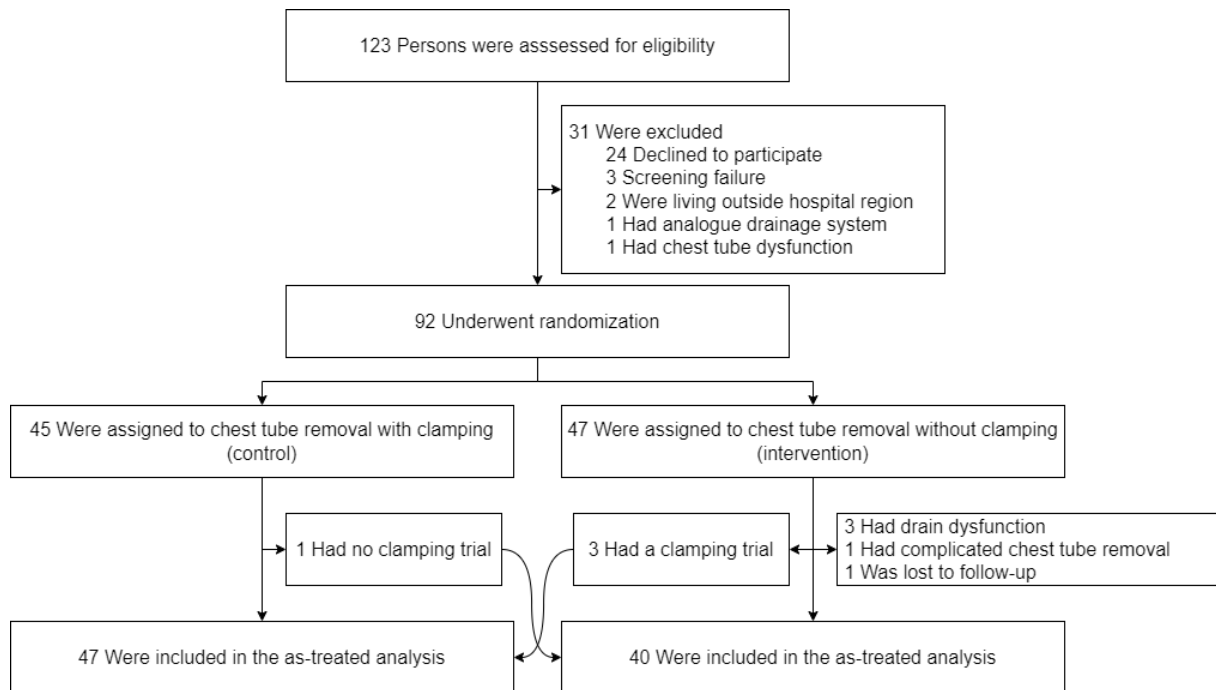 123 Persons were asssessed for eligibility
31 Were excluded
24 Declined to participate
3 Screening failure
2 Were living outside hospital region
1 Had analogue drainage system
1 Had chest tube dysfunction
92 Underwent randomization
45 Were assigned to chest tube removal with clamping
(control)
47 Were assigned to chest tube removal without clamping
(intervention)
1 Had no clamping trial
3 Had a clamping trial
3 Had drain dysfunction
1 Had complicated chest tube removal
1 Was lost to follow-up
47 Were included in the as-treated analysis
40 Were included in the as-treated analysis